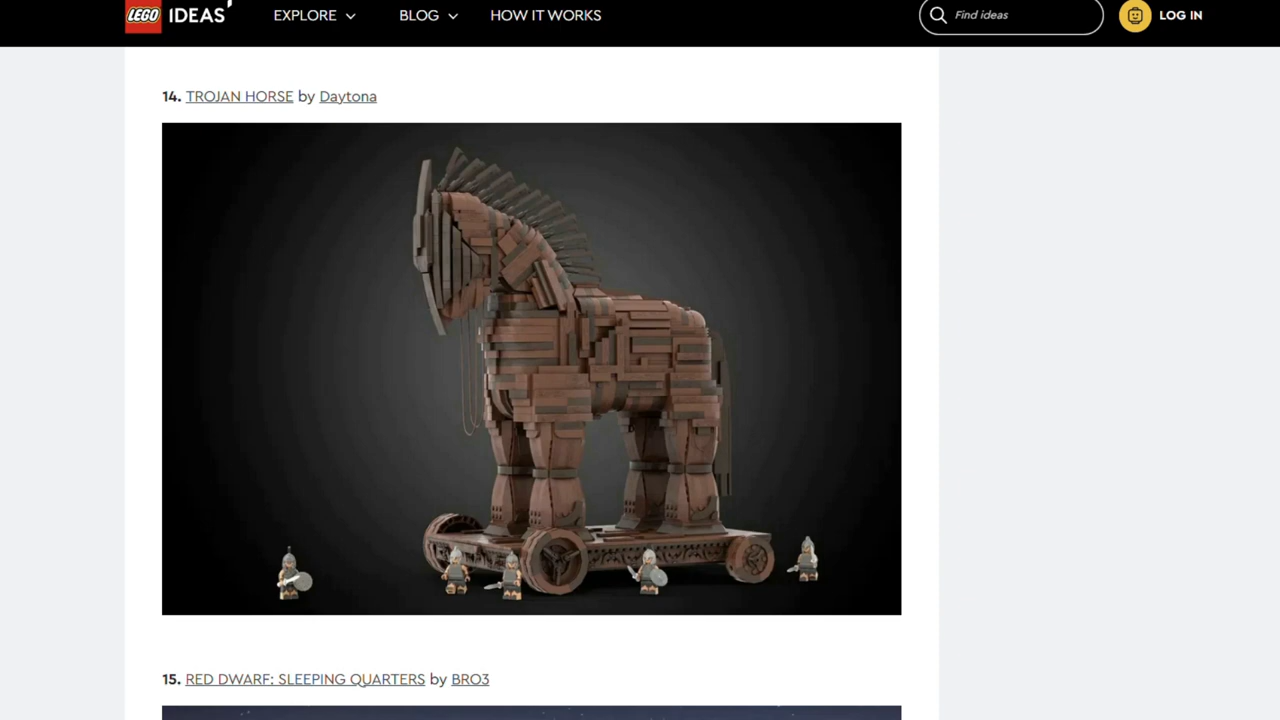 LEGO IDEAS EXPLORE BLOG HOW IT WORKS Find ideas LOG IN
14. TROJAN HORSE by Daytona
15. RED DWARF: SLEEPING QUARTERS by BRO3